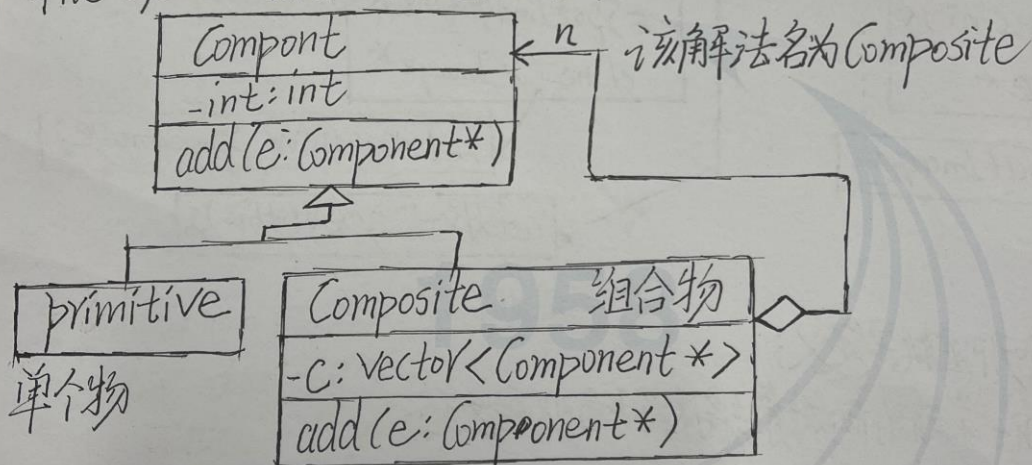 Compont
-int:int
add(e:Component*)
n
该解法名为Composite
primitive
单个物
Composite 组合物
-c:vector<Component*>
add(e:Component*)
1958